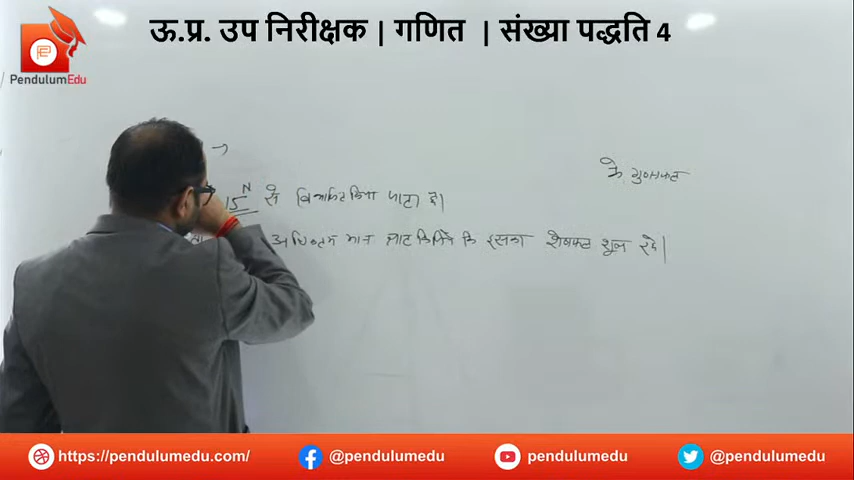 ऊ.प्र. उप निरीक्षक | गणित | संख्या पद्धति 4
PendulumEdu
के गुणनफल
15^N से विभाजित किया जाता है।
अधिकतम मान ज्ञात कीजिये कि इसका शेषफल शून्य रहे।
https://pendulumedu.com/
@pendulumedu
pendulumedu
@pendulumedu